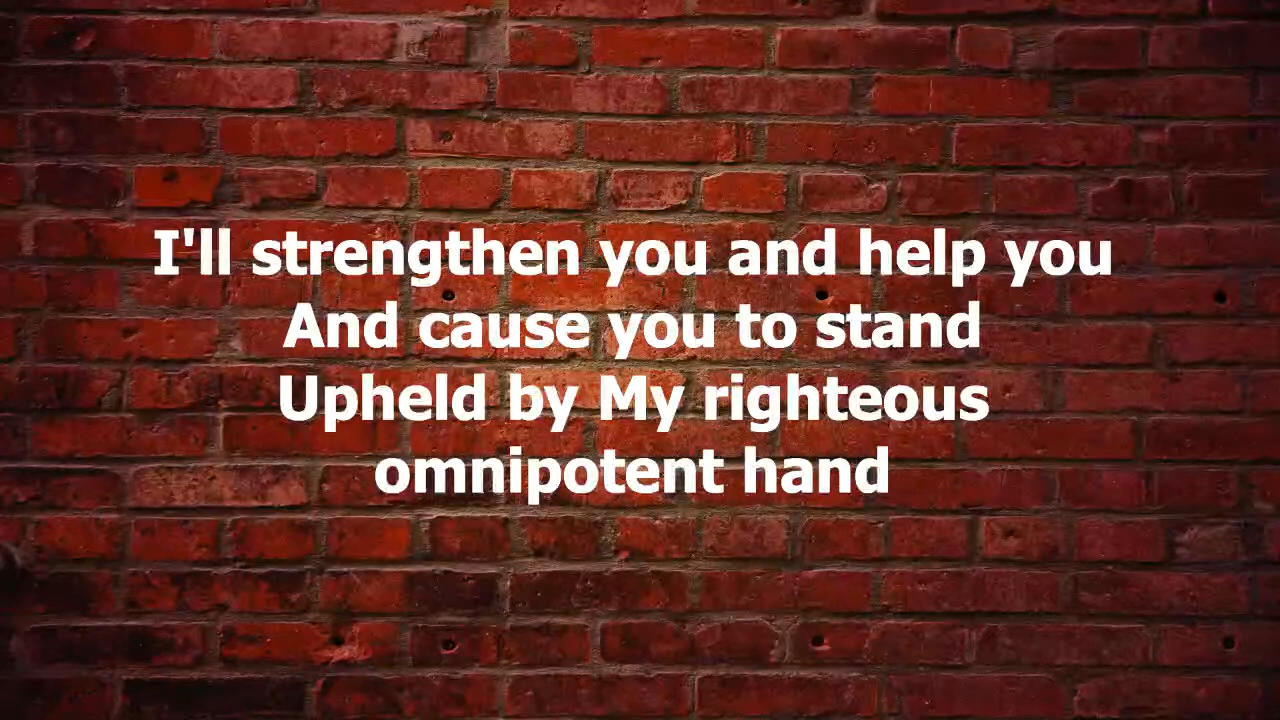 I'll strengthen you and help you
And cause you to stand
Upheld by My righteous
omnipotent hand